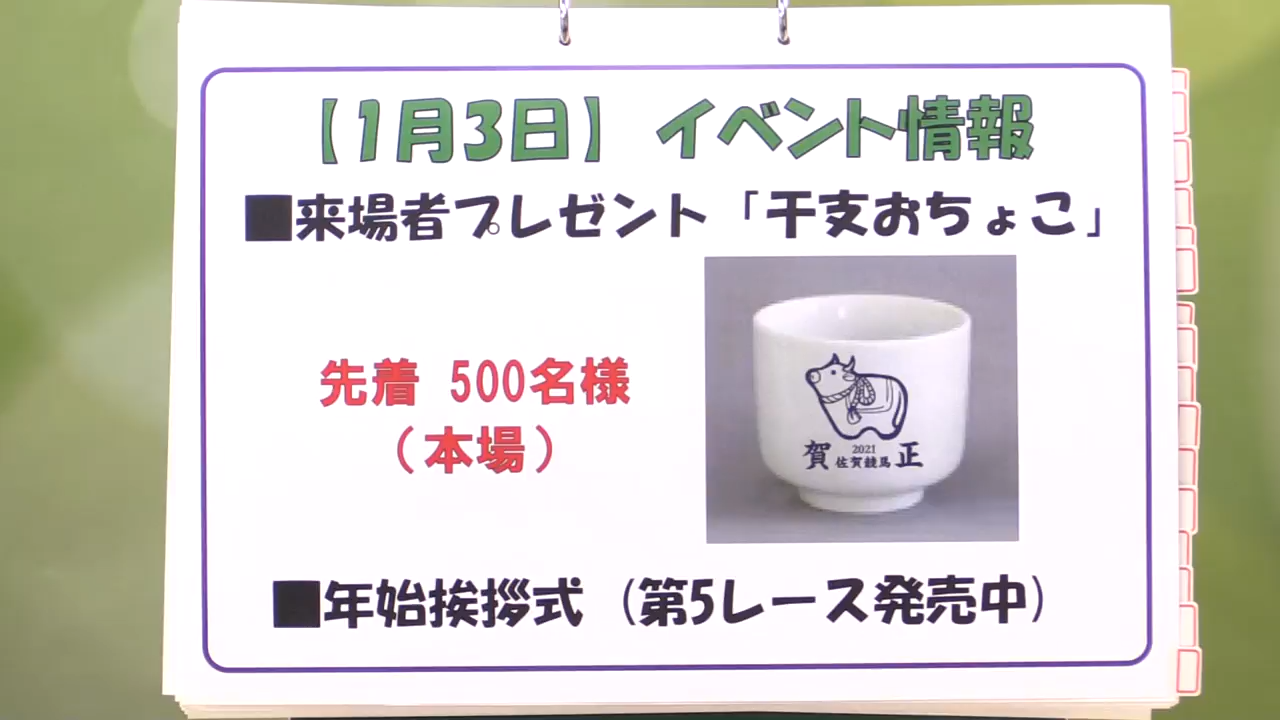 【1月3日】 イベント情報
■来場者プレゼント「干支おちょこ」
先着 500名様
（本場）
2021
賀 佐賀競馬 正
■年始挨拶式（第5レース発売中）